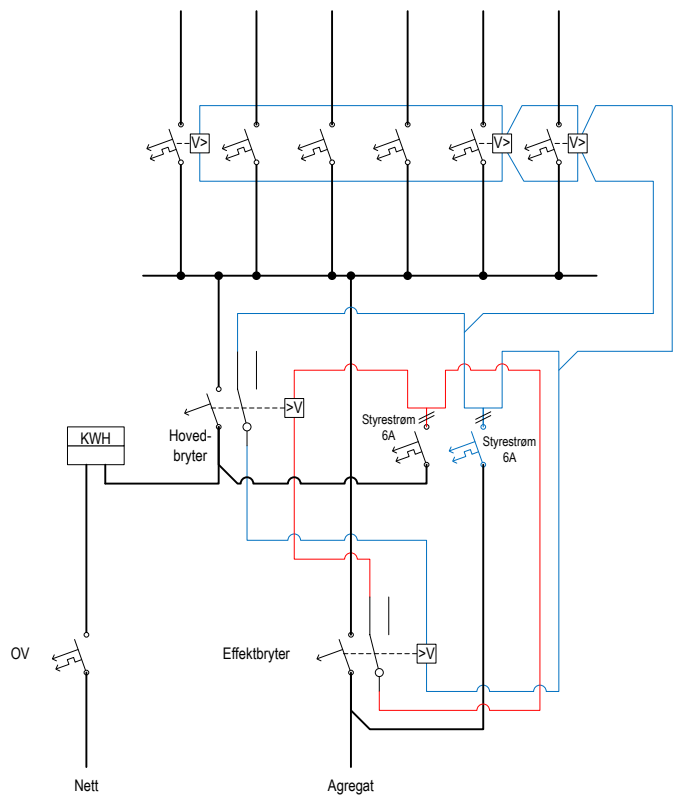 V>
V>
V>
>V
KWH
Hoved-
bryter
Styrestrøm
6A
Styrestrøm
6A
OV
Effektbryter
>V
Nett
Agregat